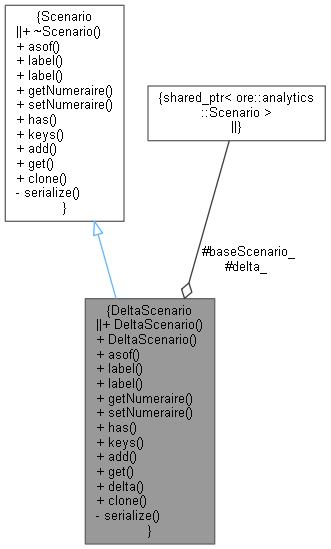 {Scenario
||+ ~Scenario()
+ asof()
+ label()
+ label()
+ getNumeraire()
+ setNumeraire()
+ has()
+ keys()
+ add()
+ get()
+ clone()
- serialize()
}
{shared_ptr< ore::analytics
::Scenario >
||}
#baseScenario_
#delta_
{DeltaScenario
||+ DeltaScenario()
+ DeltaScenario()
+ asof()
+ label()
+ label()
+ getNumeraire()
+ setNumeraire()
+ has()
+ keys()
+ add()
+ get()
+ delta()
+ clone()
- serialize()
}